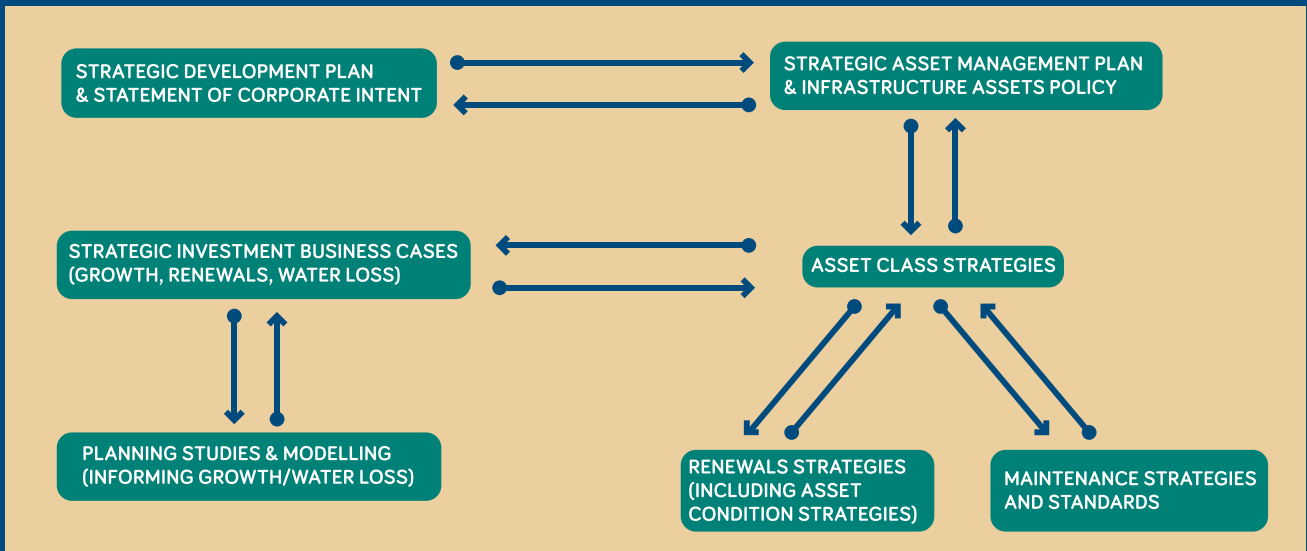 STRATEGIC DEVELOPMENT PLAN
& STATEMENT OF CORPORATE INTENT
STRATEGIC ASSET MANAGEMENT PLAN
& INFRASTRUCTURE ASSETS POLICY
STRATEGIC INVESTMENT BUSINESS CASES
(GROWTH, RENEWALS, WATER LOSS)
ASSET CLASS STRATEGIES
PLANNING STUDIES & MODELLING
(INFORMING GROWTH/WATER LOSS)
RENEWALS STRATEGIES
(INCLUDING ASSET
CONDITION STRATEGIES)
MAINTENANCE STRATEGIES
AND STANDARDS